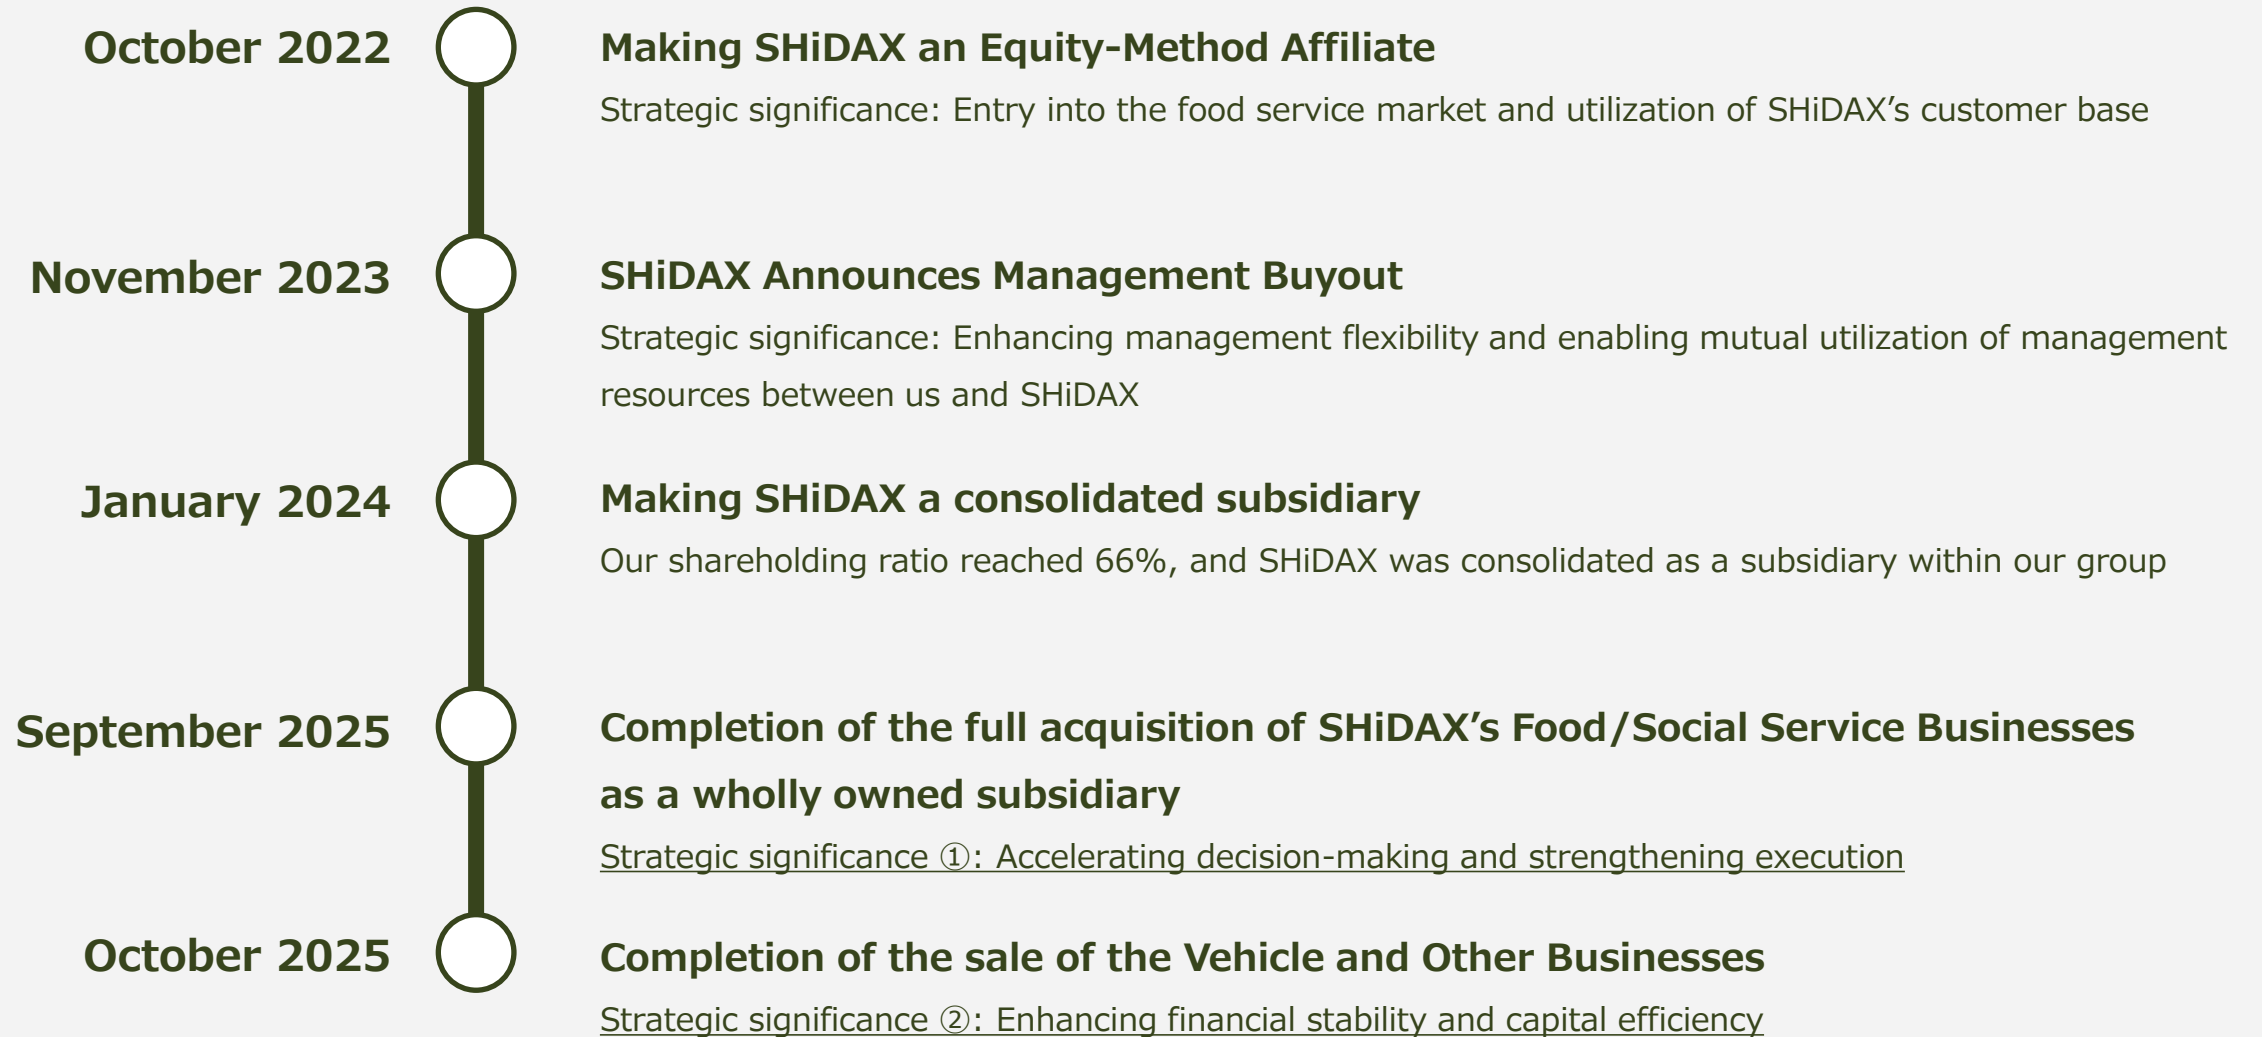 October 2022
Making SHiDAX an Equity-Method Affiliate
Strategic significance: Entry into the food service market and utilization of SHiDAX’s customer base
November 2023
SHiDAX Announces Management Buyout
Strategic significance: Enhancing management flexibility and enabling mutual utilization of management
resources between us and SHiDAX
January 2024
Making SHiDAX a consolidated subsidiary
Our shareholding ratio reached 66%, and SHiDAX was consolidated as a subsidiary within our group
September 2025
Completion of the full acquisition of SHiDAX’s Food/Social Service Businesses
as a wholly owned subsidiary
Strategic significance ①: Accelerating decision-making and strengthening execution
October 2025
Completion of the sale of the Vehicle and Other Businesses
Strategic significance ②: Enhancing financial stability and capital efficiency